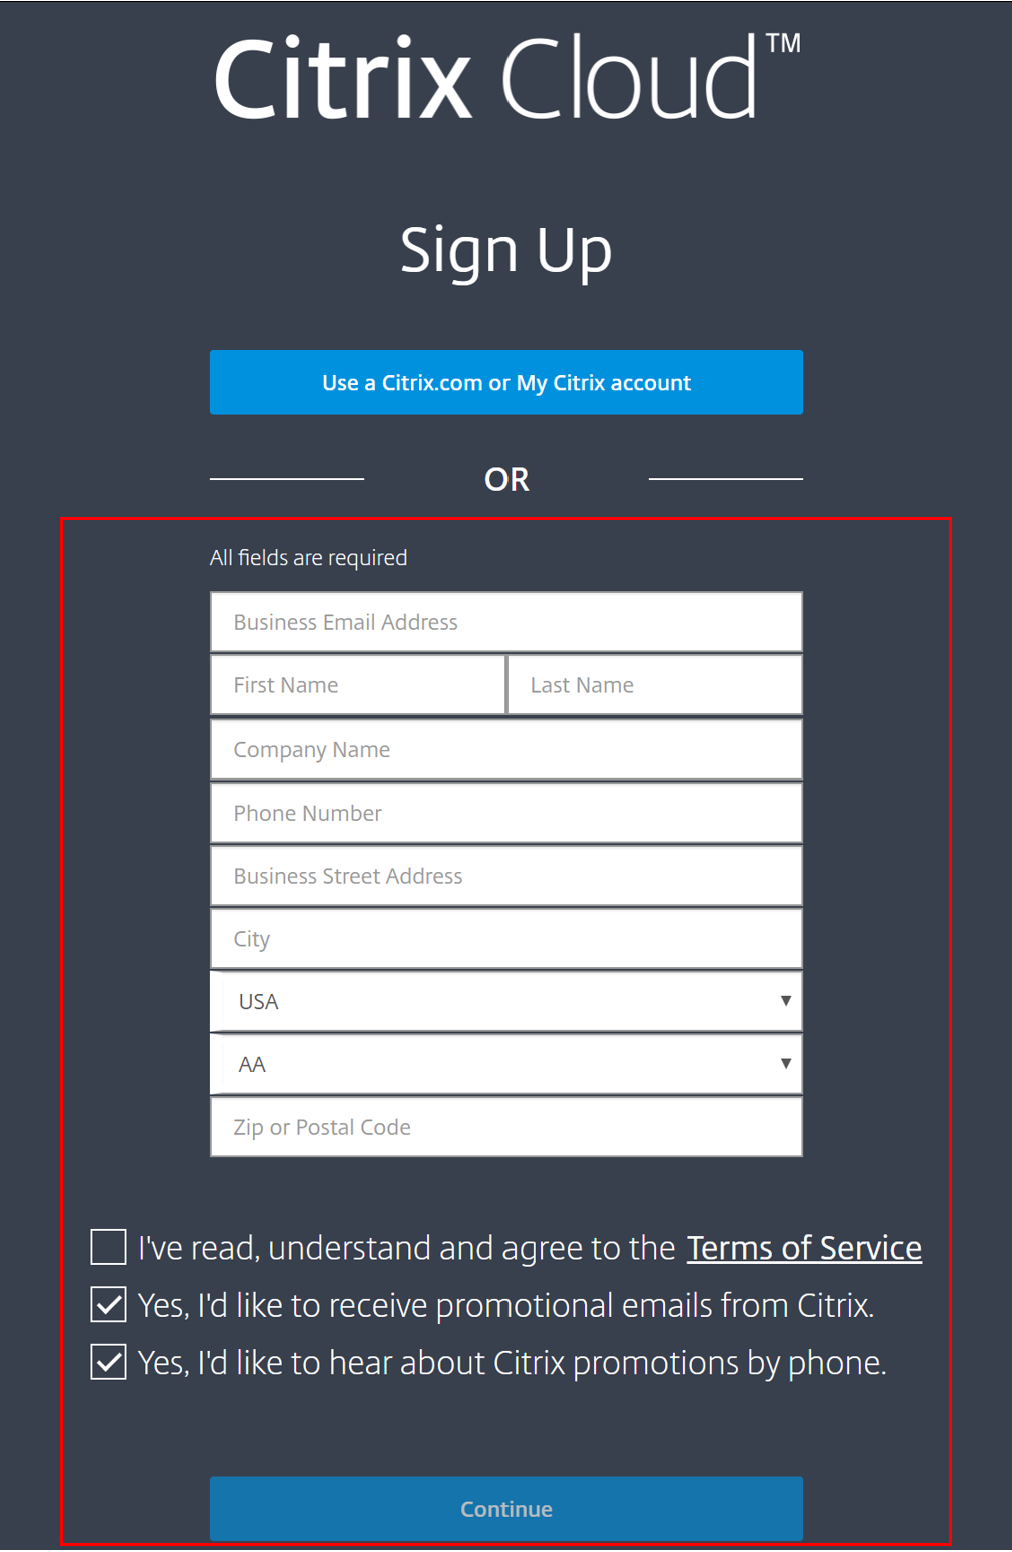 Citrix Cloud™
Sign Up
Use a Citrix.com or My Citrix account
OR
All fields are required
Business Email Address
First Name Last Name
Company Name
Phone Number
Business Street Address
City
USA
AA
Zip or Postal Code
I've read, understand and agree to the Terms of Service
Yes, I'd like to receive promotional emails from Citrix.
Yes, I'd like to hear about Citrix promotions by phone.
Continue